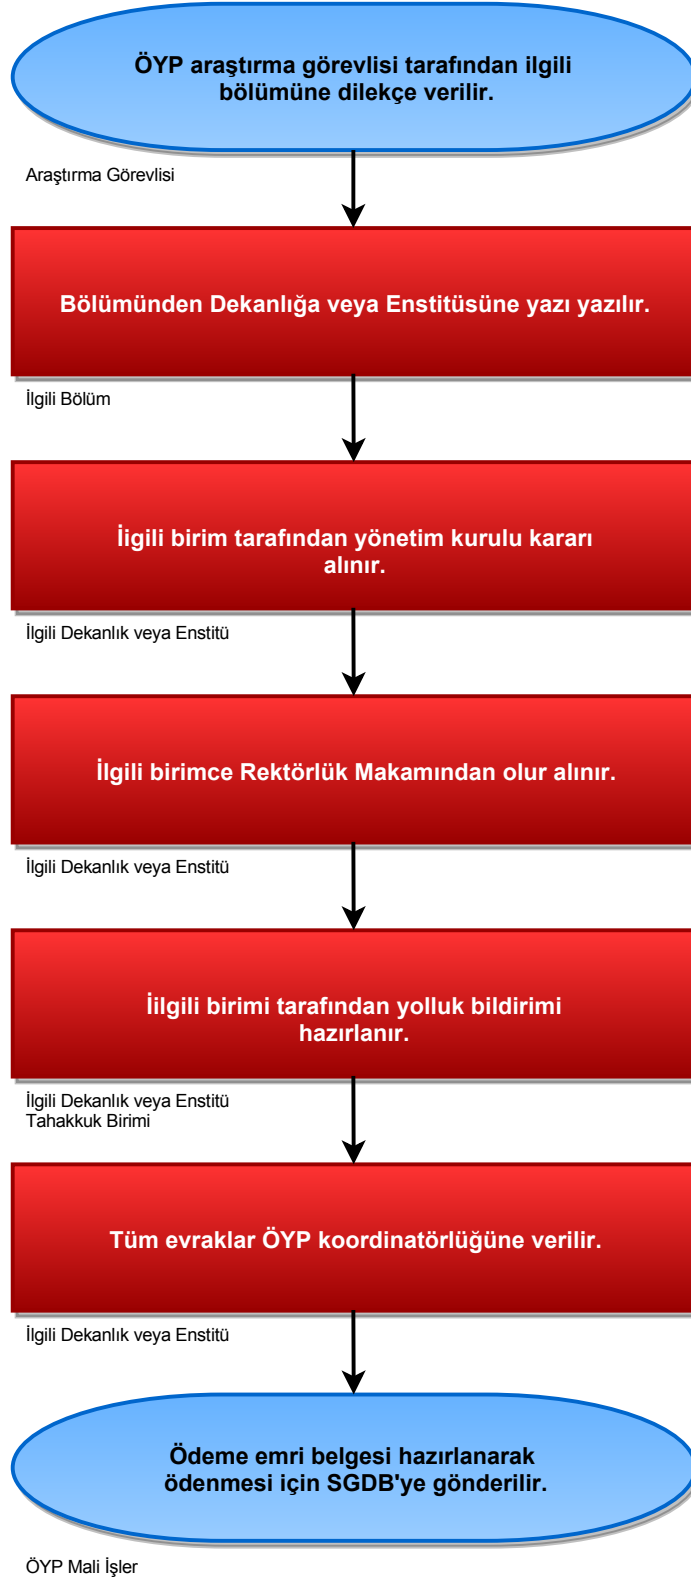 ÖYP araştırma görevlisi tarafından ilgili
bölümüne dilekçe verilir.
Araştırma Görevlisi
Bölümünden Dekanlığa veya Enstitüsüne yazı yazılır.
İlgili Bölüm
İigili birim tarafından yönetim kurulu kararı
alınır.
İlgili Dekanlık veya Enstitü
İlgili birimce Rektörlük Makamından olur alınır.
İlgili Dekanlık veya Enstitü
İilgili birimi tarafından yolluk bildirimi
hazırlanır.
İlgili Dekanlık veya Enstitü
Tahakkuk Birimi
Tüm evraklar ÖYP koordinatörlüğüne verilir.
İlgili Dekanlık veya Enstitü
Ödeme emri belgesi hazırlanarak
ödenmesi için SGDB'ye gönderilir.
ÖYP Mali İşler